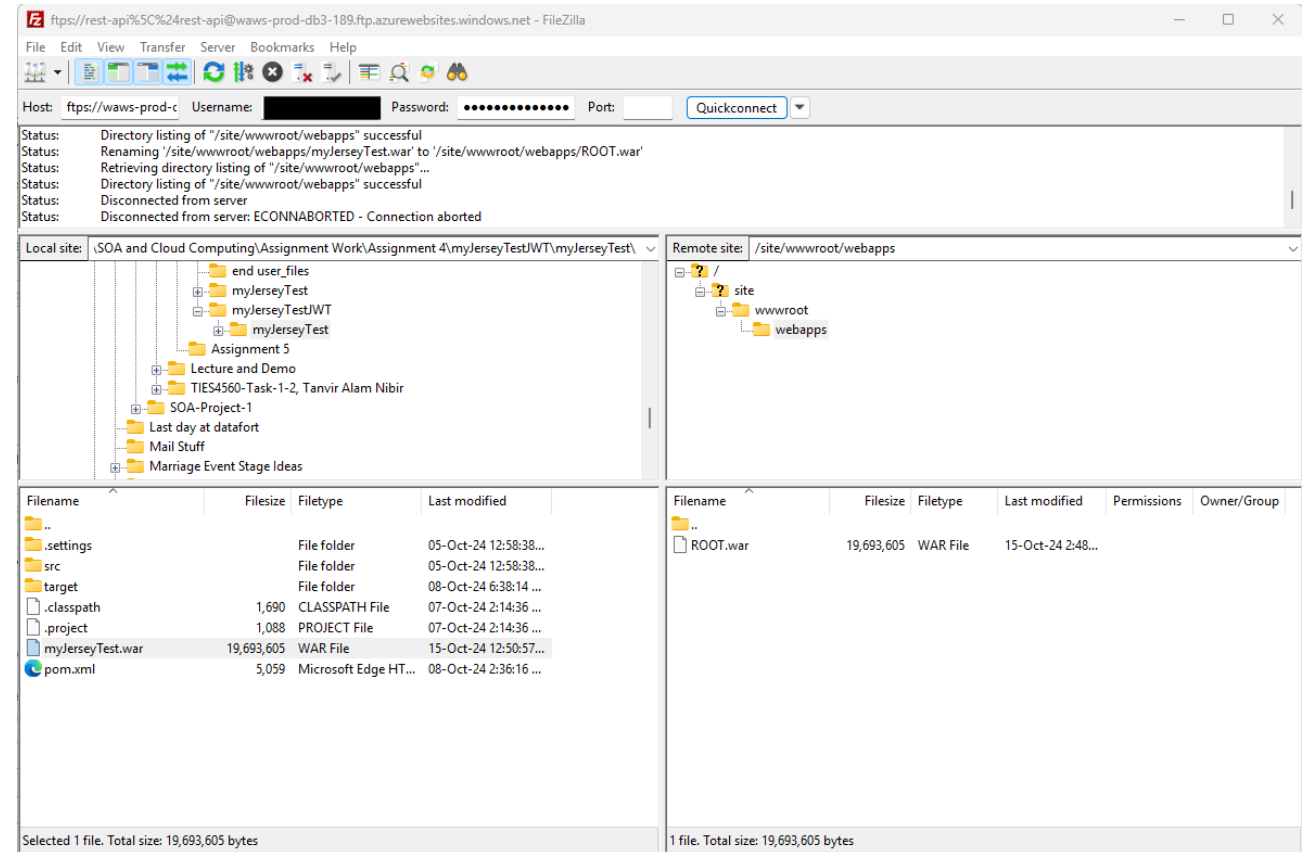 ftps://rest-api%5C%24rest-api@waws-prod-db3-189.ftp.azurewebsites.windows.net - FileZilla
File Edit View Transfer Server Bookmarks Help
Host: ftps://waws-prod-c Username: Password: ●●●●●●●●●●●●●● Port: Quickconnect
Status: Directory listing of "/site/wwwroot/webapps" successful
Status: Renaming '/site/wwwroot/webapps/myJerseyTest.war' to '/site/wwwroot/webapps/ROOT.war'
Status: Retrieving directory listing of "/site/wwwroot/webapps"...
Status: Directory listing of "/site/wwwroot/webapps" successful
Status: Disconnected from server
Status: Disconnected from server: ECONNABORTED - Connection aborted
Local site: \SOA and Cloud Computing\Assignment Work\Assignment 4\myJerseyTestJWT\myJerseyTest\
end user_files
myJerseyTest
myJerseyTestJWT
myJerseyTest
Assignment 5
Lecture and Demo
TIES4560-Task-1-2, Tanvir Alam Nibir
SOA-Project-1
Last day at datafort
Mail Stuff
Marriage Event Stage Ideas
Remote site: /site/wwwroot/webapps
/
site
wwwroot
webapps
Filename Filesize Filetype Last modified
..
.settings File folder 05-Oct-24 12:58:38...
src File folder 05-Oct-24 12:58:38...
target File folder 08-Oct-24 6:38:14 ...
.classpath 1,690 CLASSPATH File 07-Oct-24 2:14:36 ...
.project 1,088 PROJECT File 07-Oct-24 2:14:36 ...
myJerseyTest.war 19,693,605 WAR File 15-Oct-24 12:50:57...
pom.xml 5,059 Microsoft Edge HT... 08-Oct-24 2:36:16 ...
Selected 1 file. Total size: 19,693,605 bytes
Filename Filesize Filetype Last modified Permissions Owner/Group
..
ROOT.war 19,693,605 WAR File 15-Oct-24 2:48...
1 file. Total size: 19,693,605 bytes